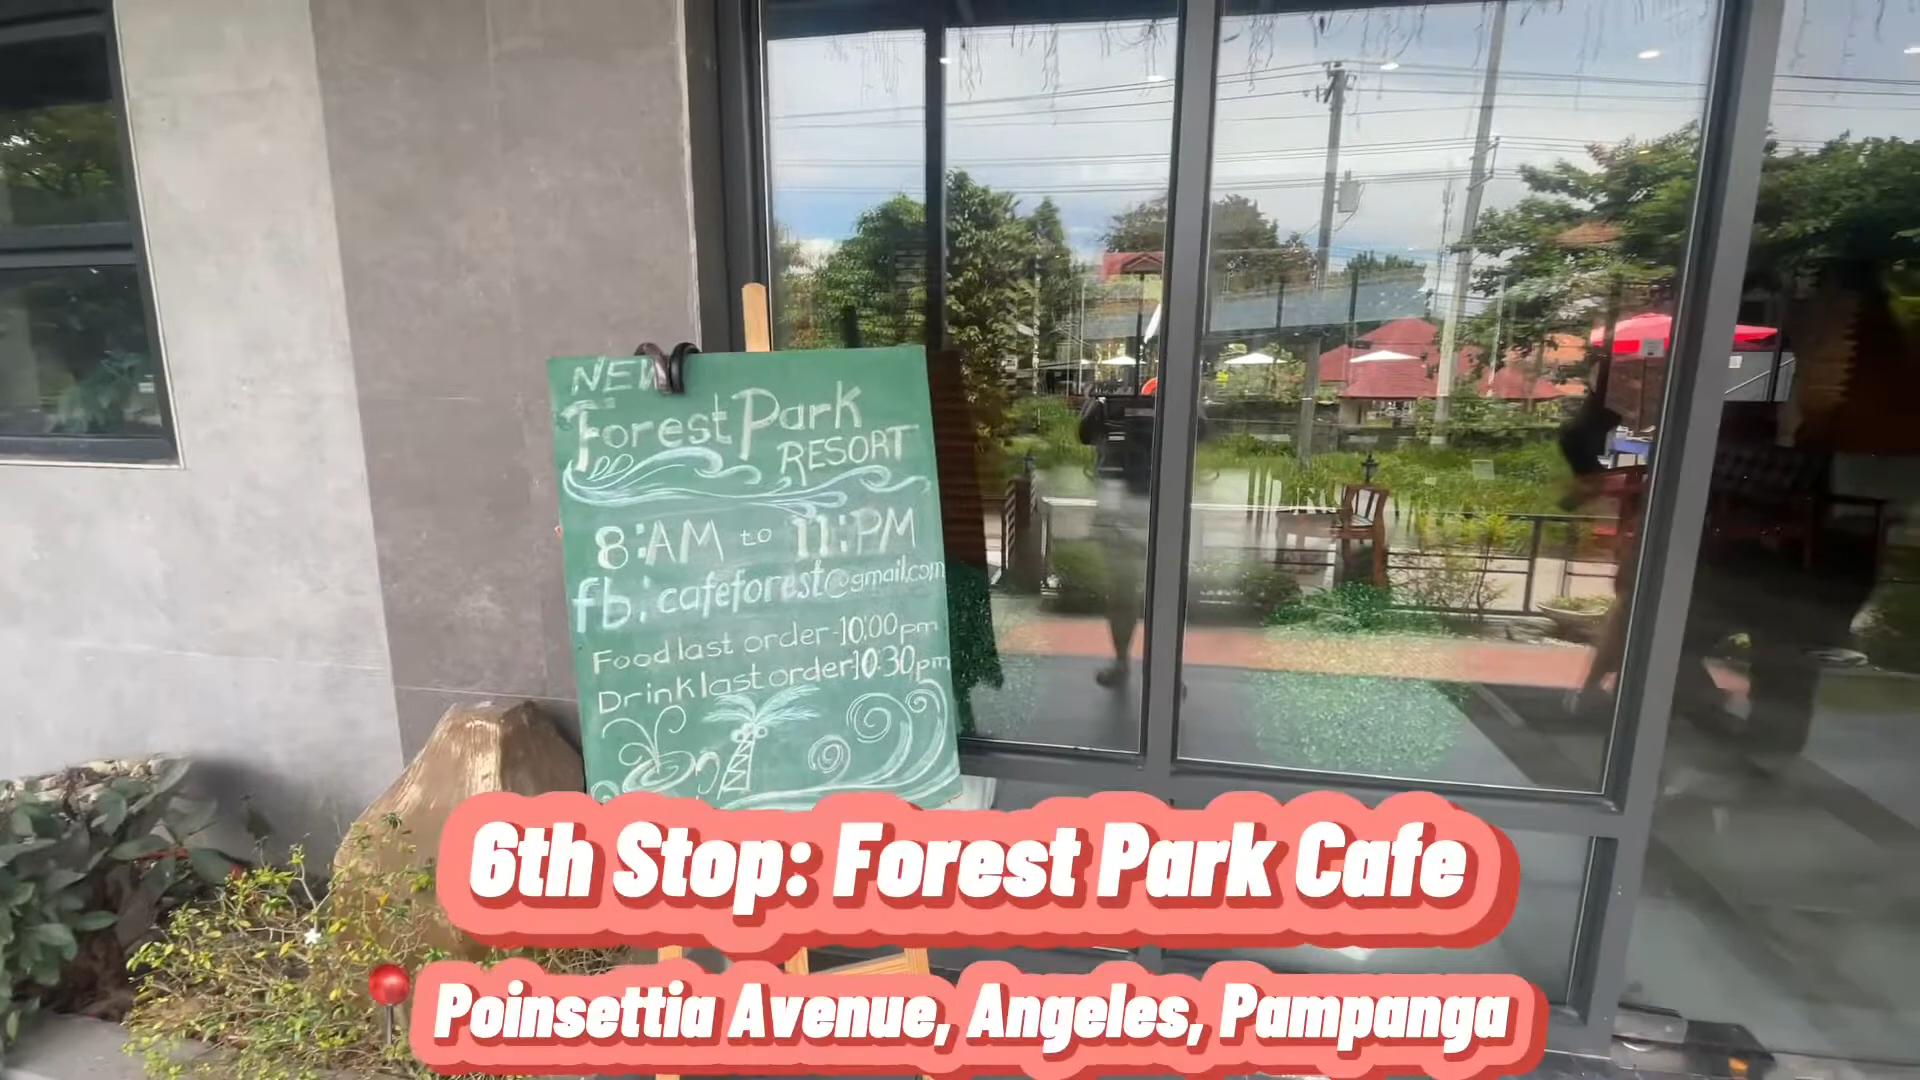 NEW
Forest Park
RESORT
8:AM to 11:PM
fb: cafeforest@gmail.com
Food last order-10:00pm
Drink last order-10:30pm
6th Stop: Forest Park Cafe
Poinsettia Avenue, Angeles, Pampanga